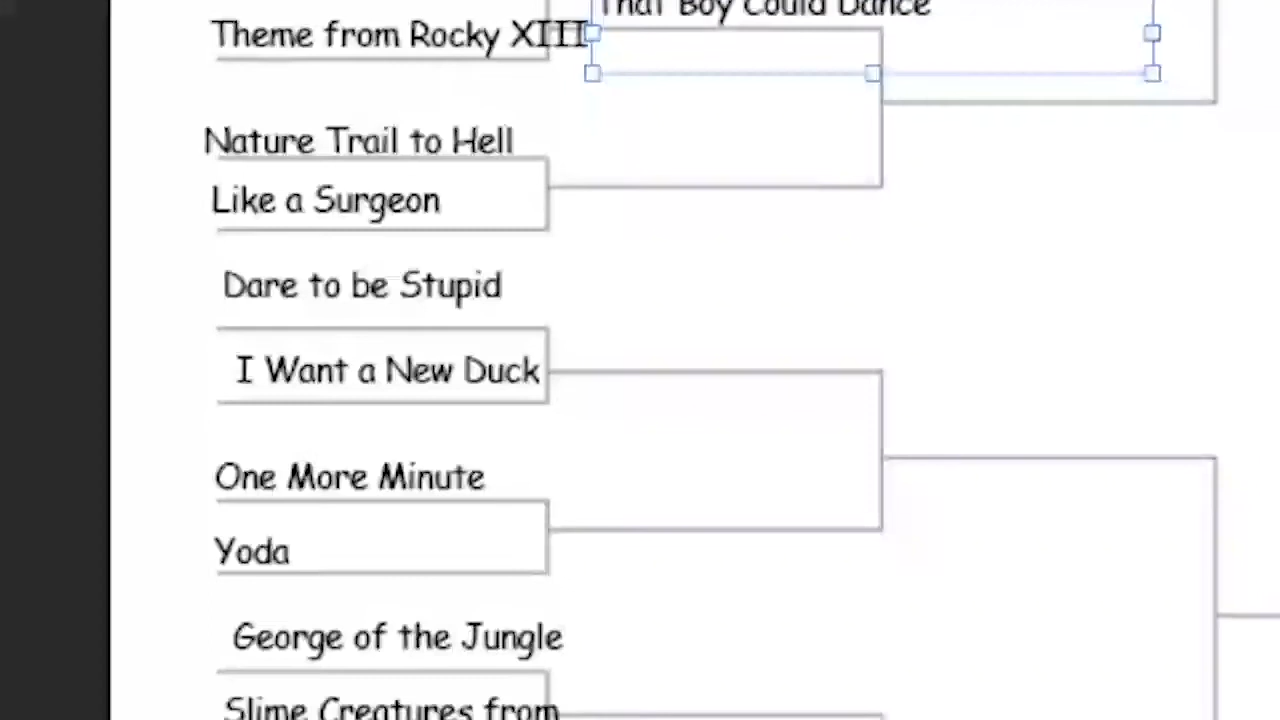 That Boy Could Dance
Theme from Rocky XIII
Nature Trail to Hell
Like a Surgeon
Dare to be Stupid
I Want a New Duck
One More Minute
Yoda
George of the Jungle
Slime Creatures from